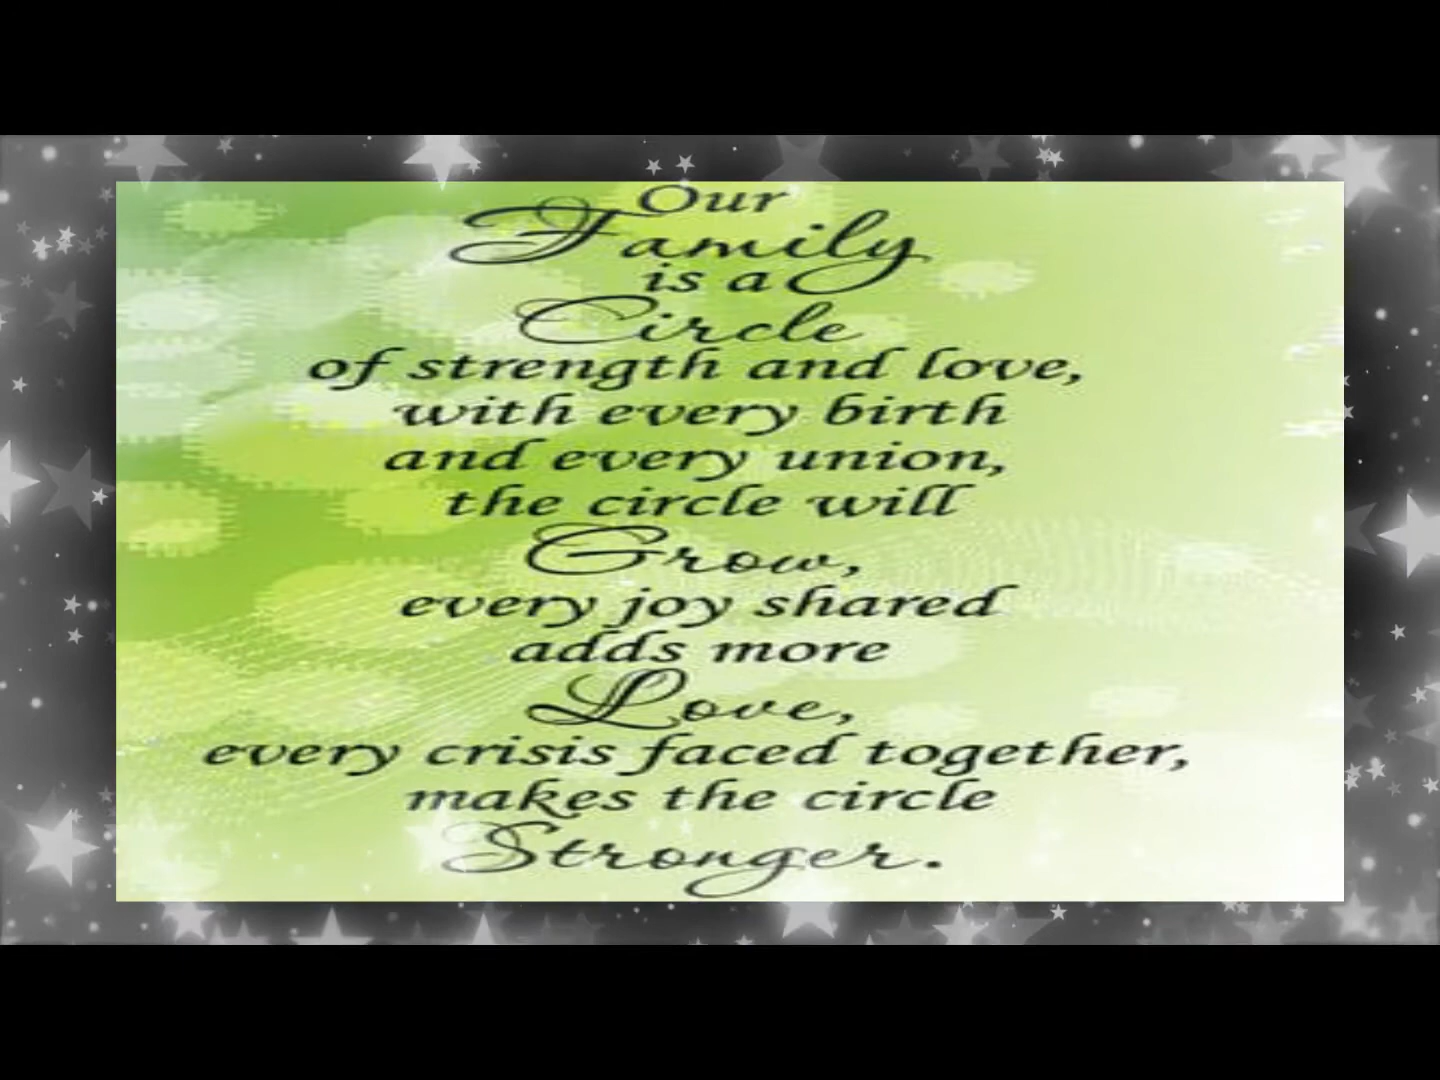 Our
Family
is a
Circle
of strength and love,
with every birth
and every union,
the circle will
Grow,
every joy shared
adds more
Love,
every crisis faced together,
makes the circle
Stronger.